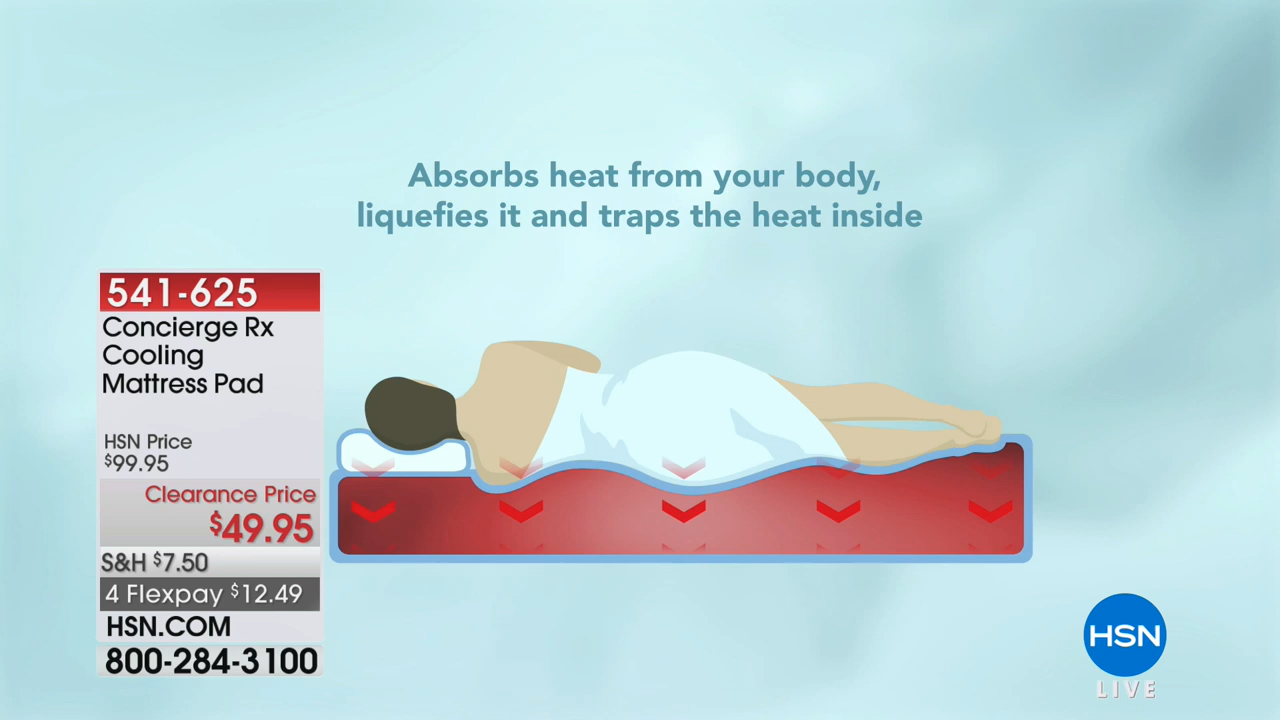 Absorbs heat from your body,
liquefies it and traps the heat inside
541-625
Concierge Rx
Cooling
Mattress Pad
HSN Price
$99.95
Clearance Price
$49.95
S&H $7.50
4 Flexpay $12.49
HSN.COM
800-284-3100
HSN
LIVE